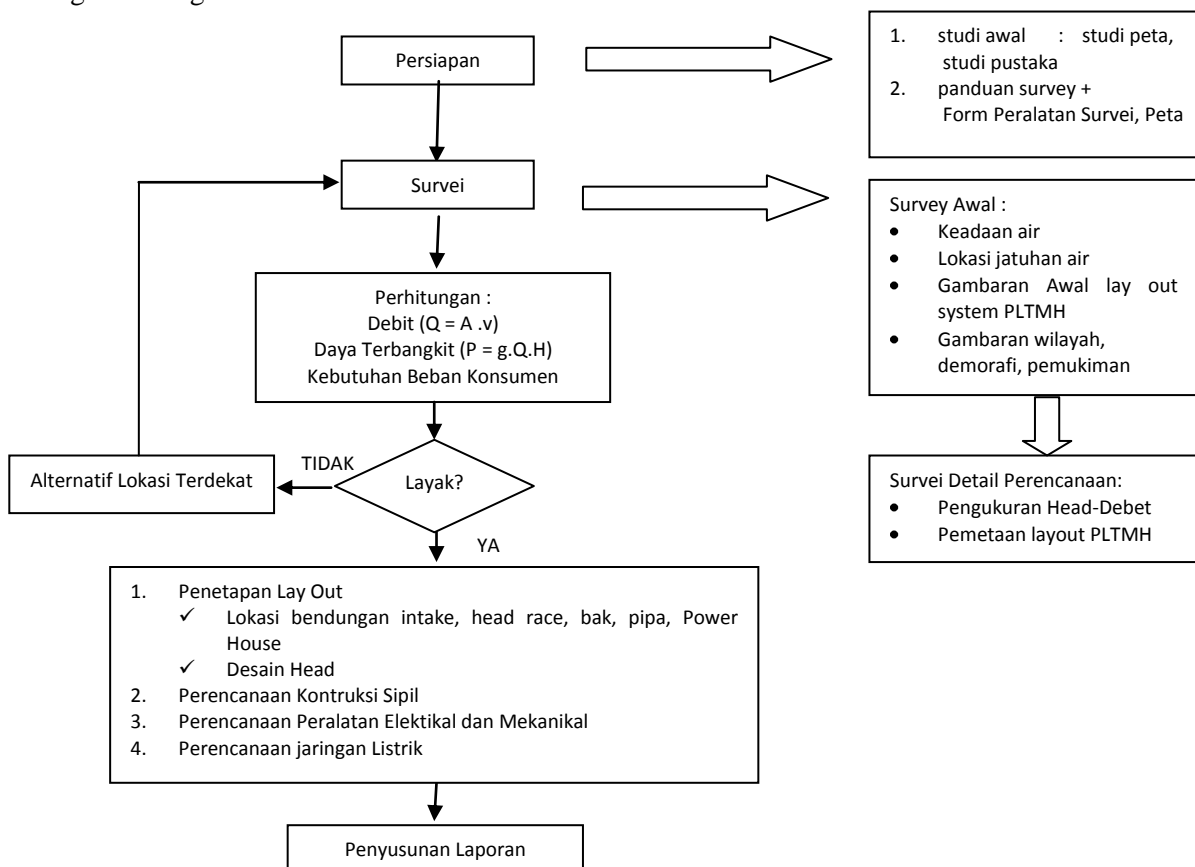 Persiapan
1. studi awal : studi peta,
studi pustaka
2. panduan survey +
Form Peralatan Survei, Peta
Survei
Survey Awal :
• Keadaan air
• Lokasi jatuhan air
• Gambaran Awal lay out
system PLTMH
• Gambaran wilayah,
demorafi, pemukiman
Perhitungan :
Debit (Q = A .v)
Daya Terbangkit (P = g.Q.H)
Kebutuhan Beban Konsumen
Alternatif Lokasi Terdekat
TIDAK
Layak?
YA
Survei Detail Perencanaan:
• Pengukuran Head-Debet
• Pemetaan layout PLTMH
1. Penetapan Lay Out
✓ Lokasi bendungan intake, head race, bak, pipa, Power
House
✓ Desain Head
2. Perencanaan Kontruksi Sipil
3. Perencanaan Peralatan Elektikal dan Mekanikal
4. Perencanaan jaringan Listrik
Penyusunan Laporan